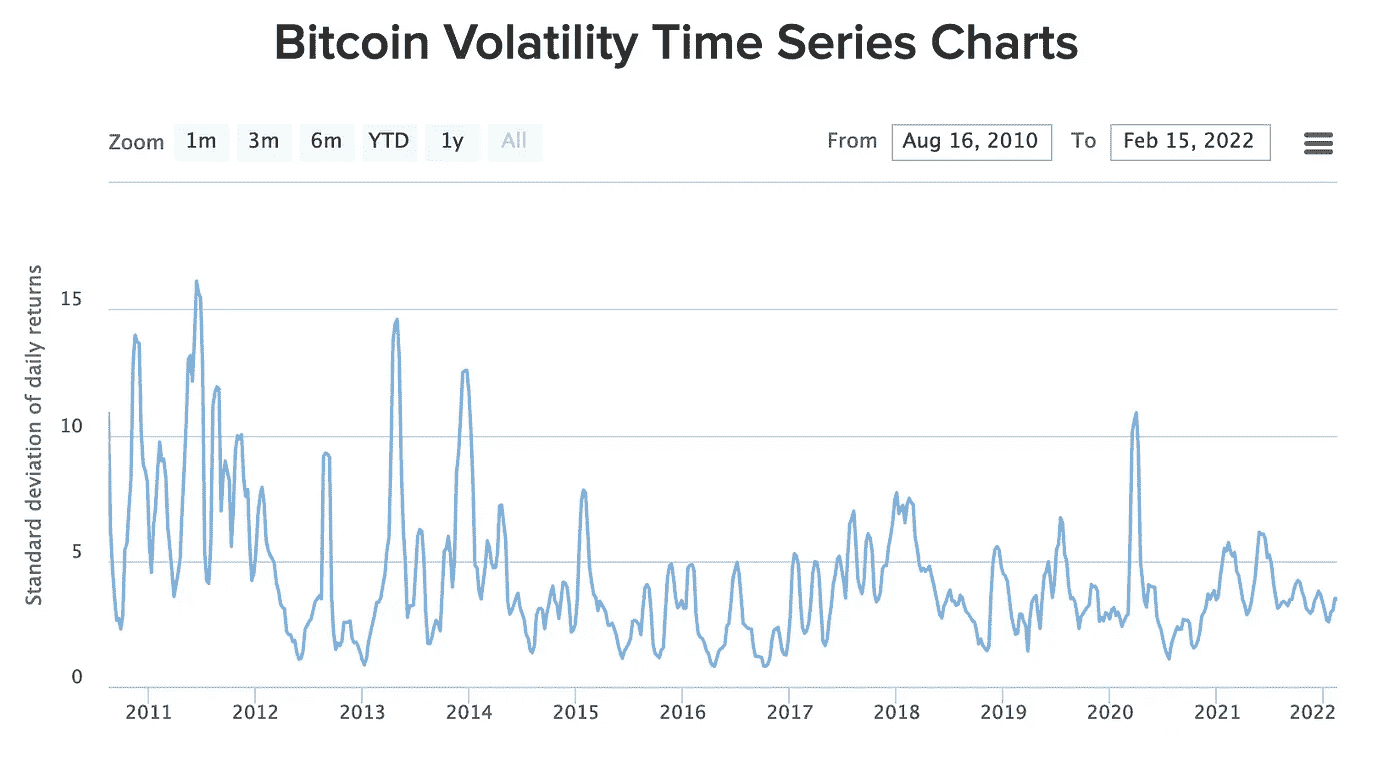 Bitcoin Volatility Time Series Charts
Zoom 1m 3m 6m YTD 1y All From Aug 16, 2010 To Feb 15, 2022
Standard deviation of daily returns
15
10
5
0
2011 2012 2013 2014 2015 2016 2017 2018 2019 2020 2021 2022